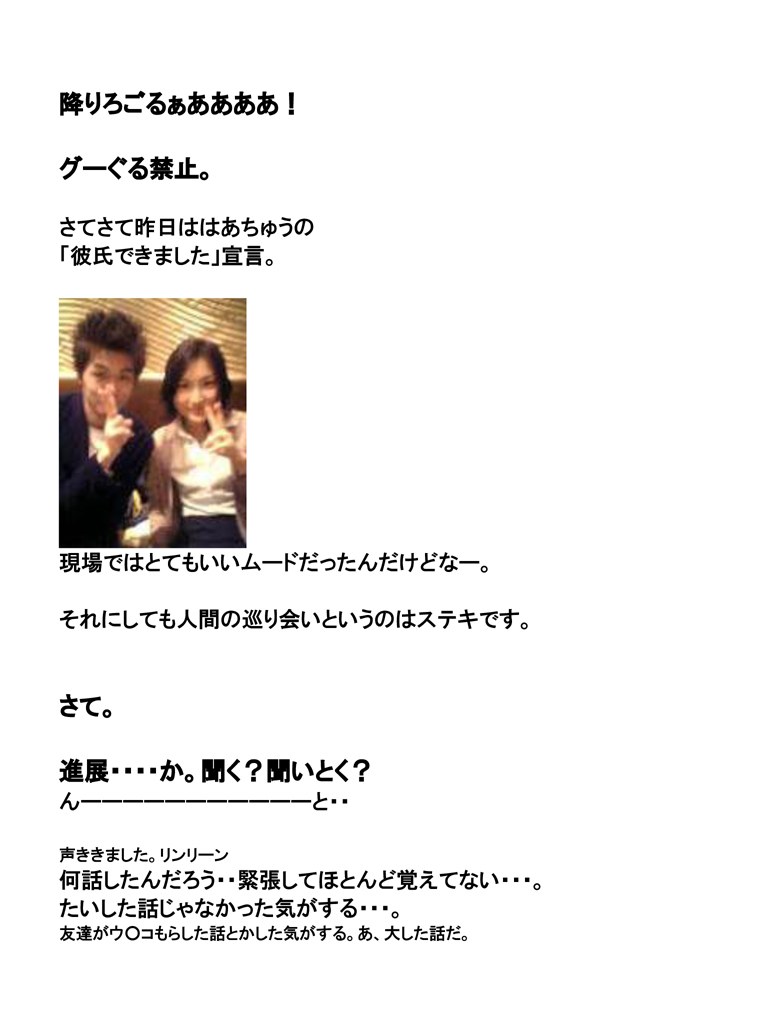 降りろごるぁああああ！
グーぐる禁止。
さてさて昨日ははあちゅうの
「彼氏できました」宣言。
現場ではとてもいいムードだったんだけどなー。
それにしても人間の巡り会いというのはステキです。
さて。
進展・・・・か。聞く？聞いとく？
んーーーーーーーーーーーと・・
声ききました。リンリーン
何話したんだろう・・緊張してほとんど覚えてない・・・。
たいした話じゃなかった気がする・・・。
友達がウ〇コもらした話とかした気がする。あ、大した話だ。